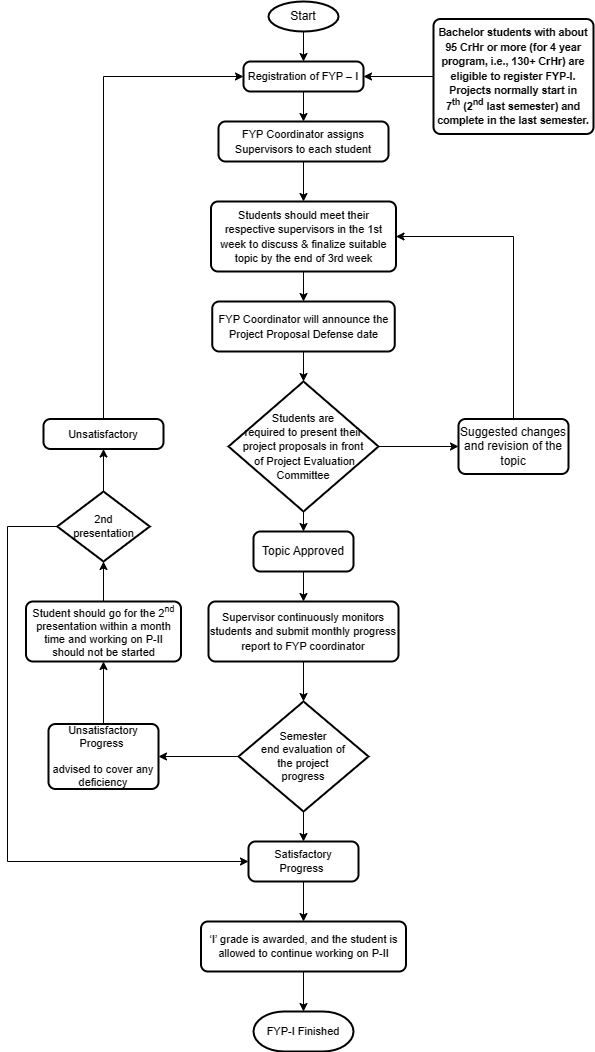 Start
Bachelor students with about
95 CrHr or more (for 4 year
program, i.e., 130+ CrHr) are
eligible to register FYP-I.
Projects normally start in
7th (2nd last semester) and
complete in the last semester.
Registration of FYP – I
FYP Coordinator assigns
Supervisors to each student
Students should meet their
respective supervisors in the 1st
week to discuss & finalize suitable
topic by the end of 3rd week
FYP Coordinator will announce the
Project Proposal Defense date
Students are
required to present their
project proposals in front
of Project Evaluation
Committee
Suggested changes
and revision of the
topic
Unsatisfactory
2nd
presentation
Topic Approved
Student should go for the 2nd
presentation within a month
time and working on P-II
should not be started
Supervisor continuously monitors
students and submit monthly progress
report to FYP coordinator
Semester
end evaluation of
the project
progress
Unsatisfactory
Progress
advised to cover any
deficiency
Satisfactory
Progress
'I' grade is awarded, and the student is
allowed to continue working on P-II
FYP-I Finished